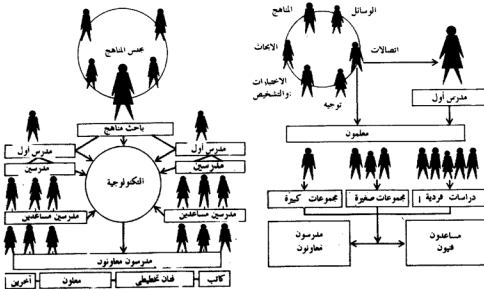 الوسائل
المناهج
اتصالات
الأبحاث
الاختبارات
والتشخيص
توجيه
مدرس أول
معلمون
دراسات فردية
مجموعات صغيرة
مجموعات كبيرة
مساعدون
فنيون
مدرسون
معاونون
مجلس المناهج
باحث مناهج
مدرس أول
مدرس أول
مدرسين
مدرسين
التكنولوجية
مدرسين مساعدين
مدرسين مساعدين
مدرسون معاونون
كاتب
فنان تخطيطي
معاون
آخرين